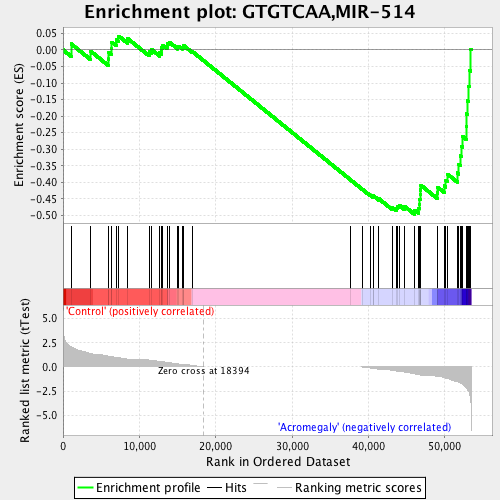 Enrichment plot: GTGTCAA,MIR-514
Enrichment score (ES)
0.05
0.00
-0.05
-0.10
-0.15
-0.20
-0.25
-0.30
-0.35
-0.40
-0.45
-0.50
'Control' (positively correlated)
Ranked list metric (tTest)
5.0
2.5
0.0
-2.5
-5.0
Zero cross at 18394
'Acromegaly' (negatively correlated)
0
10,000
20,000
30,000
40,000
50,000
Rank in Ordered Dataset
Enrichment profile
Hits
Ranking metric scores